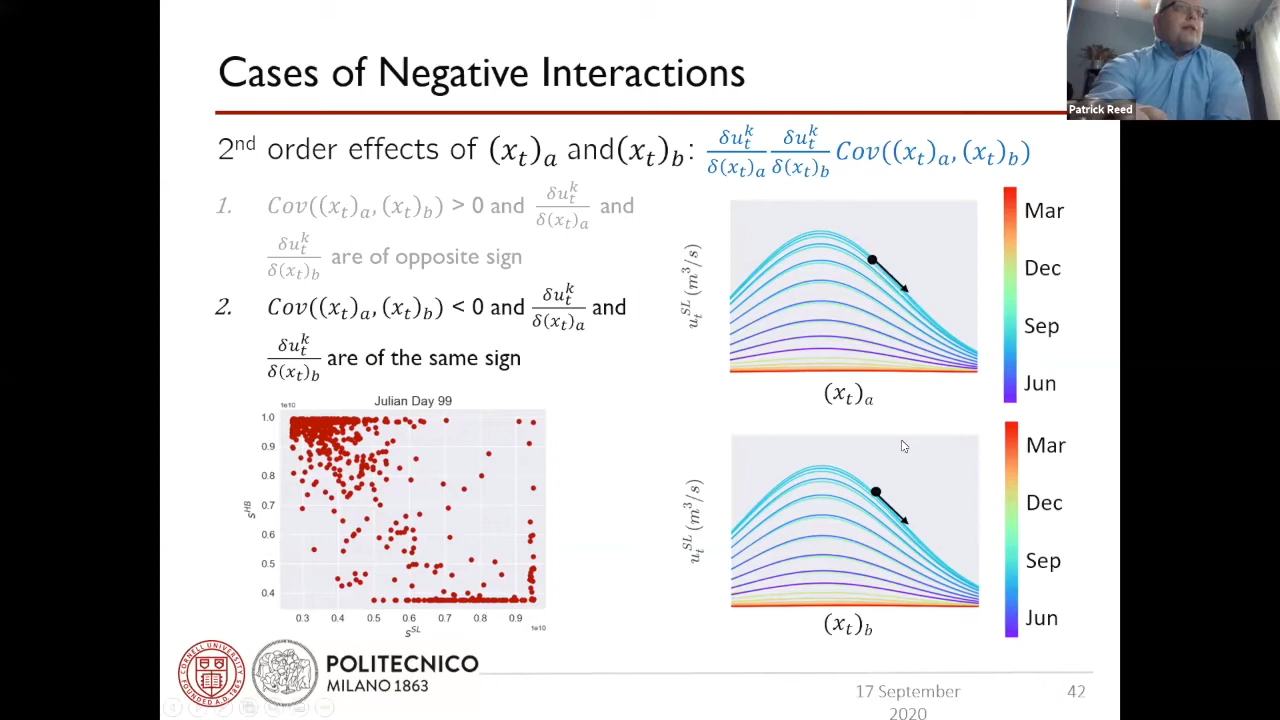 Cases of Negative Interactions
Patrick Reed
2nd order effects of (x_t)_a and(x_t)_b: δu_t^k/δ(x_t)_a δu_t^k/δ(x_t)_b Cov((x_t)_a, (x_t)_b)
1. Cov((x_t)_a, (x_t)_b) > 0 and δu_t^k/δ(x_t)_a and
δu_t^k/δ(x_t)_b are of opposite sign
2. Cov((x_t)_a, (x_t)_b) < 0 and δu_t^k/δ(x_t)_a and
δu_t^k/δ(x_t)_b are of the same sign
Julian Day 99
1e10
1.0
0.9
0.8
0.7
0.6
0.5
0.4
s^HB
0.3 0.4 0.5 0.6 0.7 0.8 0.9
1e10
s^SL
u_t^SL (m^3/s)
(x_t)_a
Mar
Dec
Sep
Jun
u_t^SL (m^3/s)
(x_t)_b
Mar
Dec
Sep
Jun
CORNELL UNIVERSITY
FOUNDED A.D. 1865
POLITECNICO
MILANO 1863
17 September
2020
42